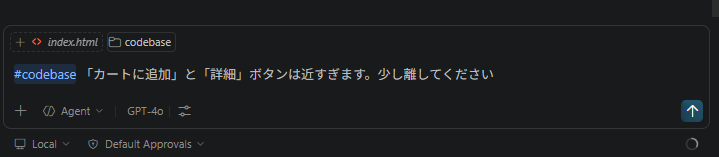 index.html codebase
#codebase 「カートに追加」と「詳細」ボタンは近すぎます。少し離してください
Agent GPT-4o
Local Default Approvals